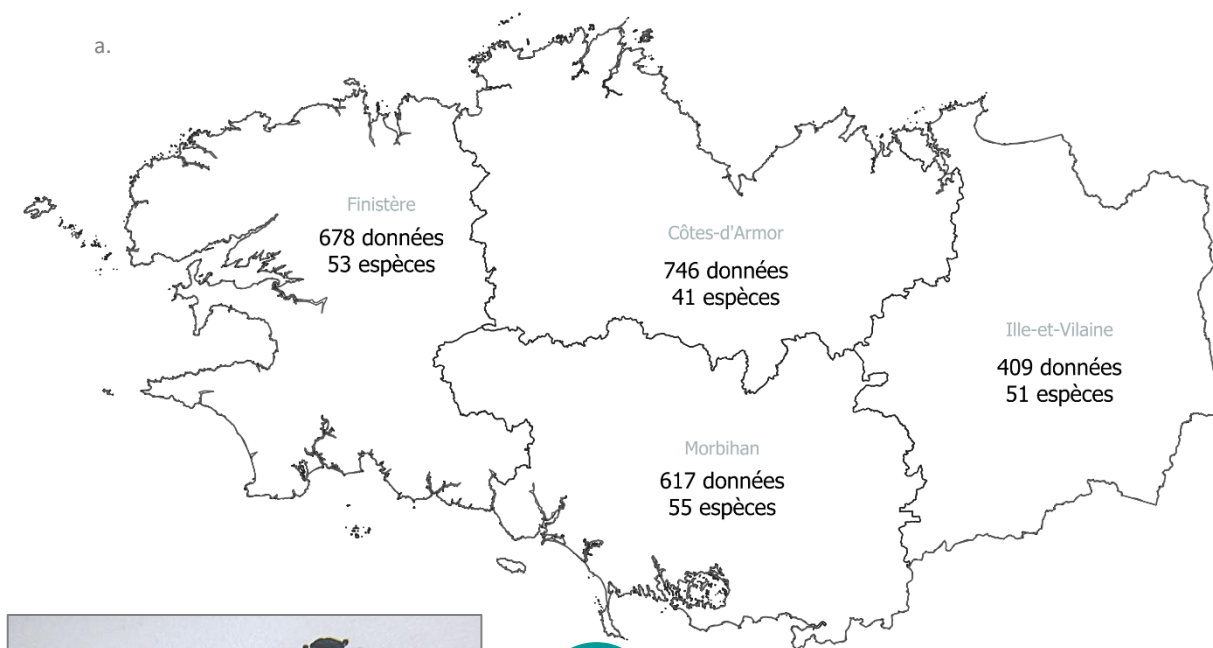 a.
Finistère
678 données
53 espèces
Côtes-d'Armor
746 données
41 espèces
Ille-et-Vilaine
409 données
51 espèces
Morbihan
617 données
55 espèces